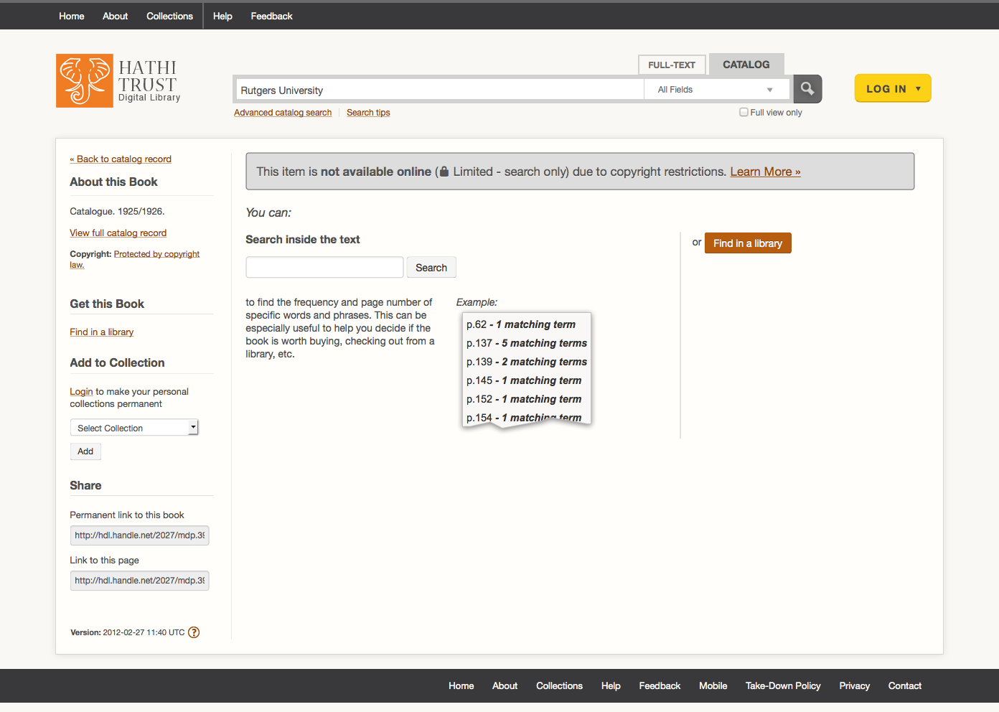 Home About Collections Help Feedback
HATHI
TRUST
Digital Library
FULL-TEXT CATALOG
Rutgers University All Fields
LOG IN
Advanced catalog search Search tips Full view only
« Back to catalog record
About this Book
Catalogue. 1925/1926.
View full catalog record
Copyright: Protected by copyright
law.
Get this Book
Find in a library
Add to Collection
Login to make your personal
collections permanent
Select Collection
Add
Share
Permanent link to this book
http://hdl.handle.net/2027/mdp.39
Link to this page
http://hdl.handle.net/2027/mdp.39
Version: 2012-02-27 11:40 UTC ?
This item is not available online ( Limited - search only) due to copyright restrictions. Learn More »
You can:
Search inside the text
Search
to find the frequency and page number of
specific words and phrases. This can be
especially useful to help you decide if the
book is worth buying, checking out from a
library, etc.
Example:
p.62 - 1 matching term
p.137 - 5 matching terms
p.139 - 2 matching terms
p.145 - 1 matching term
p.152 - 1 matching term
p.154 - 1 matching term
or Find in a library
Home About Collections Help Feedback Mobile Take-Down Policy Privacy Contact